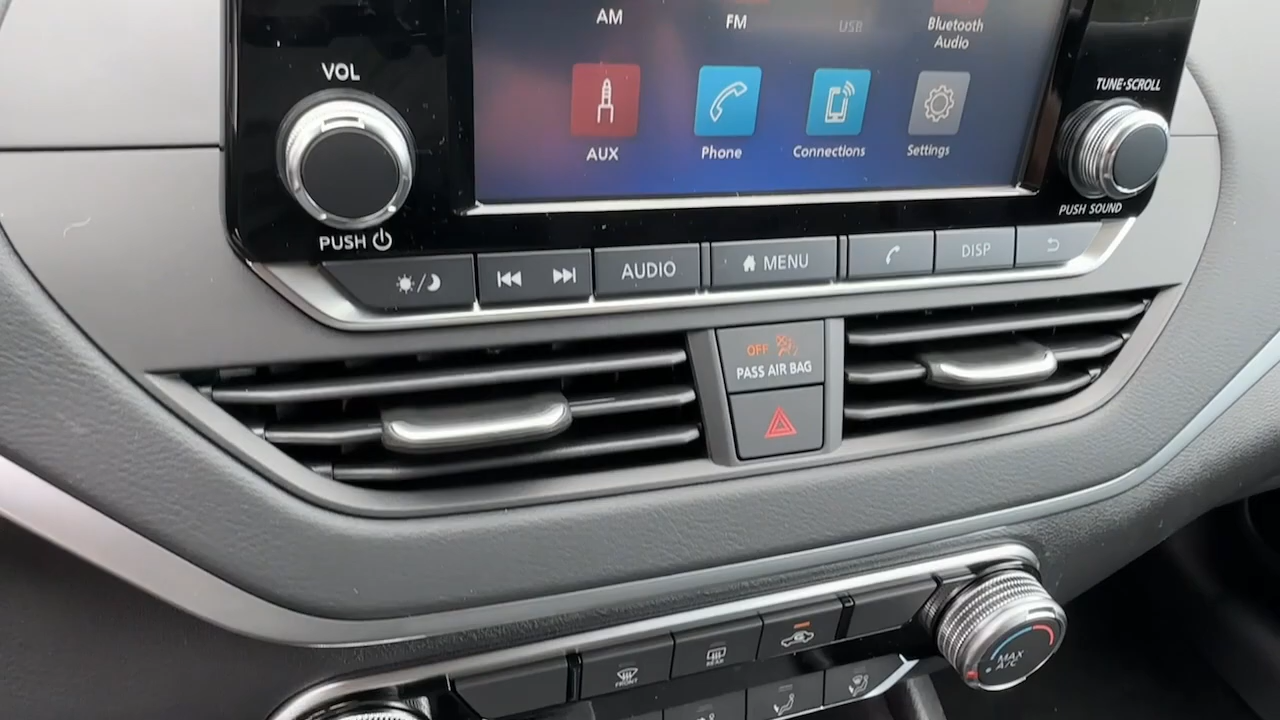 AM
FM
USB
Bluetooth
Audio
VOL
TUNE·SCROLL
AUX
Phone
Connections
Settings
PUSH
PUSH SOUND
AUDIO
MENU
DISP
OFF
PASS AIR BAG
FRONT
REAR
MAX
A/C